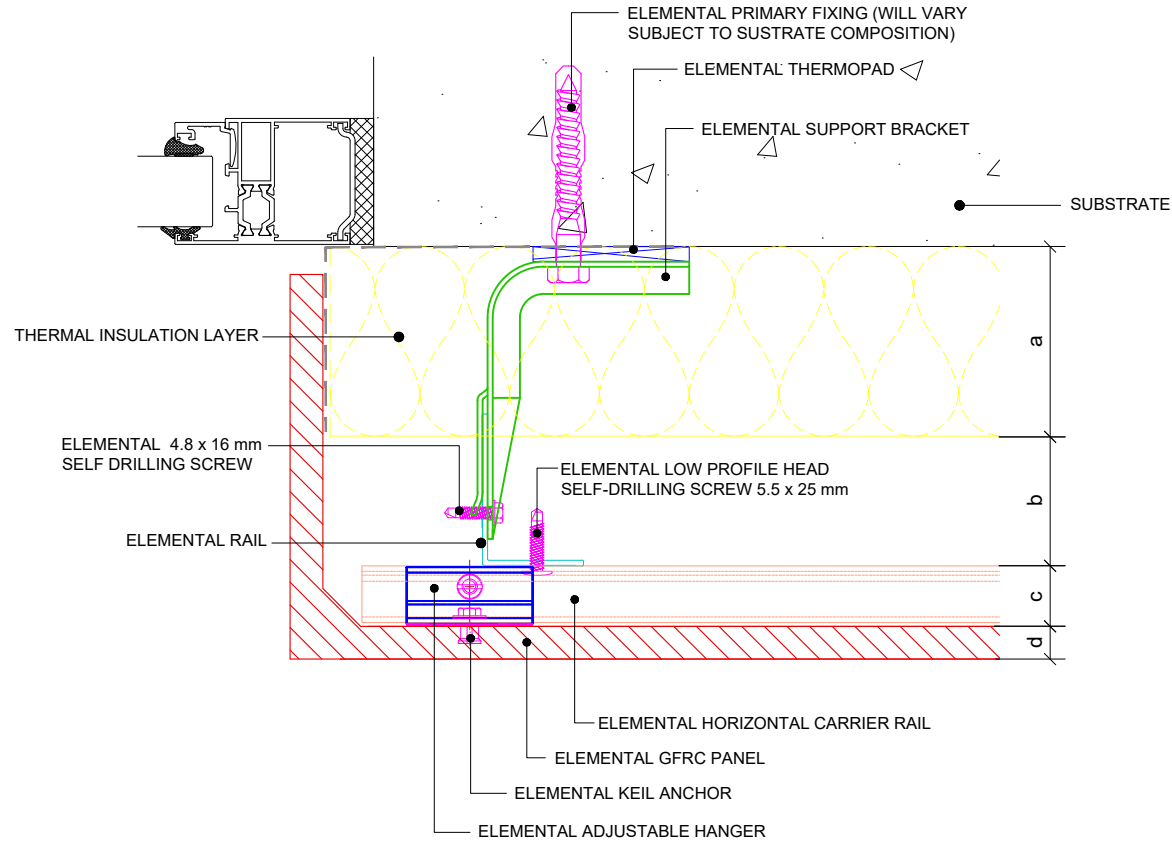 ELEMENTAL PRIMARY FIXING (WILL VARY
SUBJECT TO SUSTRATE COMPOSITION)
ELEMENTAL THERMOPAD
ELEMENTAL SUPPORT BRACKET
SUBSTRATE
THERMAL INSULATION LAYER
a
ELEMENTAL 4.8 x 16 mm
SELF DRILLING SCREW
ELEMENTAL LOW PROFILE HEAD
SELF-DRILLING SCREW 5.5 x 25 mm
b
ELEMENTAL RAIL
c
d
ELEMENTAL HORIZONTAL CARRIER RAIL
ELEMENTAL GFRC PANEL
ELEMENTAL KEIL ANCHOR
ELEMENTAL ADJUSTABLE HANGER